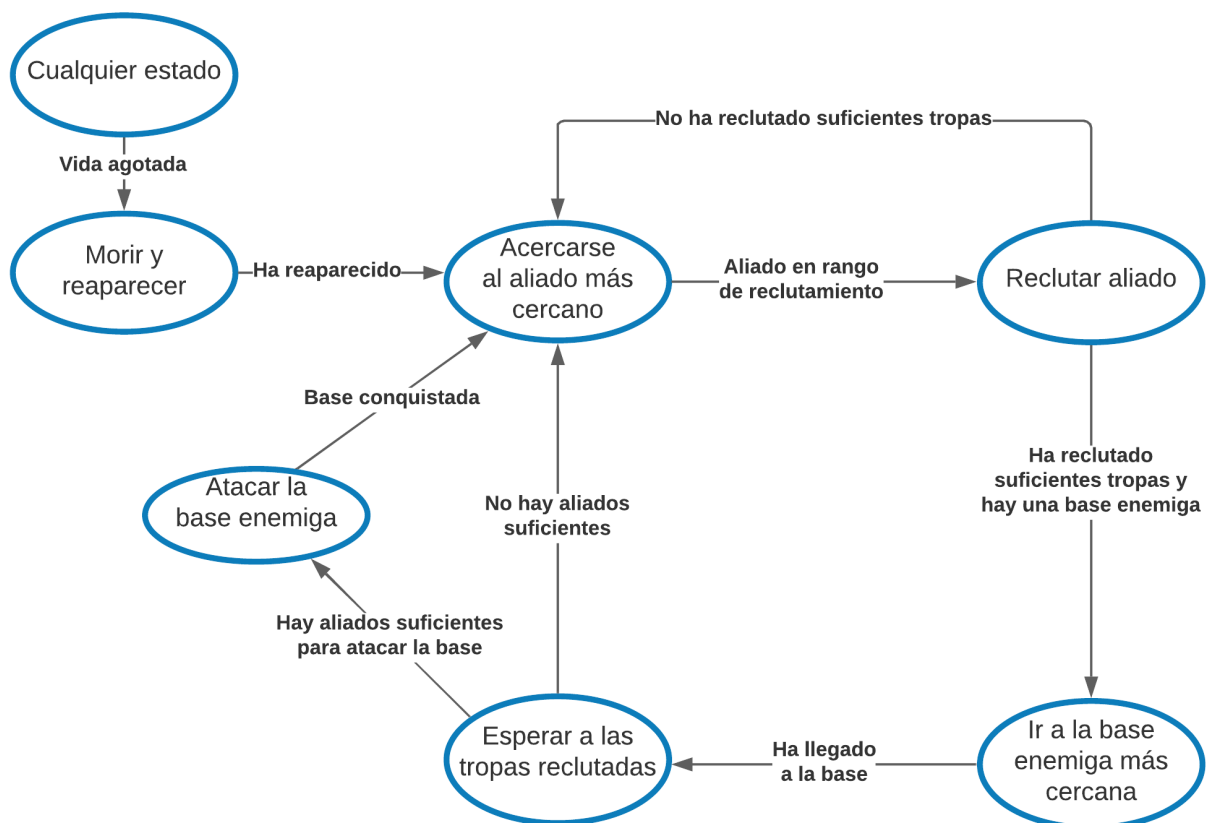 Cualquier estado
Vida agotada
Morir y
reaparecer
Ha reaparecido
No ha reclutado suficientes tropas
Acercarse
al aliado más
cercano
Aliado en rango
de reclutamiento
Reclutar aliado
Base conquistada
Atacar la
base enemiga
No hay aliados
suficientes
Ha reclutado
suficientes tropas y
hay una base enemiga
Hay aliados suficientes
para atacar la base
Esperar a las
tropas reclutadas
Ha llegado
a la base
Ir a la base
enemiga más
cercana